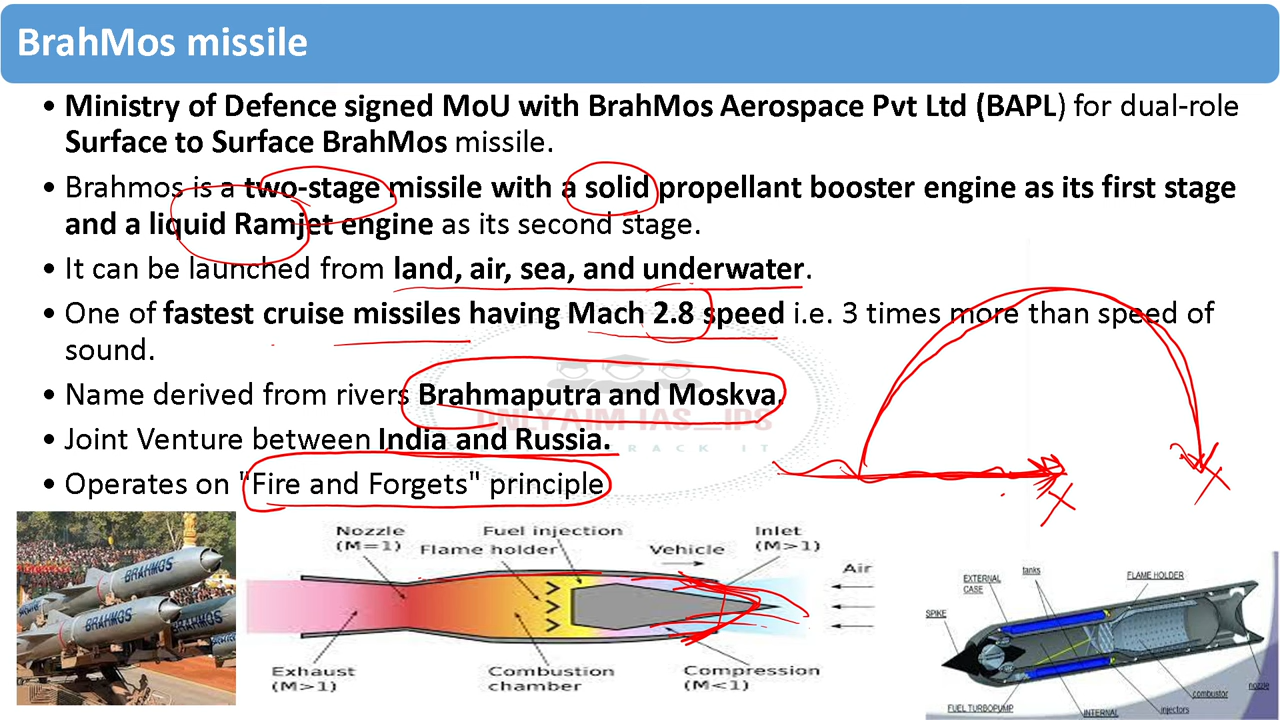 BrahMos missile
• Ministry of Defence signed MoU with BrahMos Aerospace Pvt Ltd (BAPL) for dual-role
Surface to Surface BrahMos missile.
• Brahmos is a two-stage missile with a solid propellant booster engine as its first stage
and a liquid Ramjet engine as its second stage.
• It can be launched from land, air, sea, and underwater.
• One of fastest cruise missiles having Mach 2.8 speed i.e. 3 times more than speed of
sound.
• Name derived from rivers Brahmaputra and Moskva.
ONLY AIM IAS_IPS
• Joint Venture between India and Russia.
RACK IT
• Operates on "Fire and Forgets" principle
BRAHMOS
BRAHMOS
BRAHMOS
Nozzle
(M=1)
Fuel injection
Flame holder
Vehicle
Inlet
(M>1)
Air
Exhaust
(M>1)
Combustion
chamber
Compression
(M<1)
tanks
EXTERNAL
CASE
FLAME HOLDER
SPIKE
FUEL TURBOPUMP
INTERNAL
injectors
combustor
nozzle